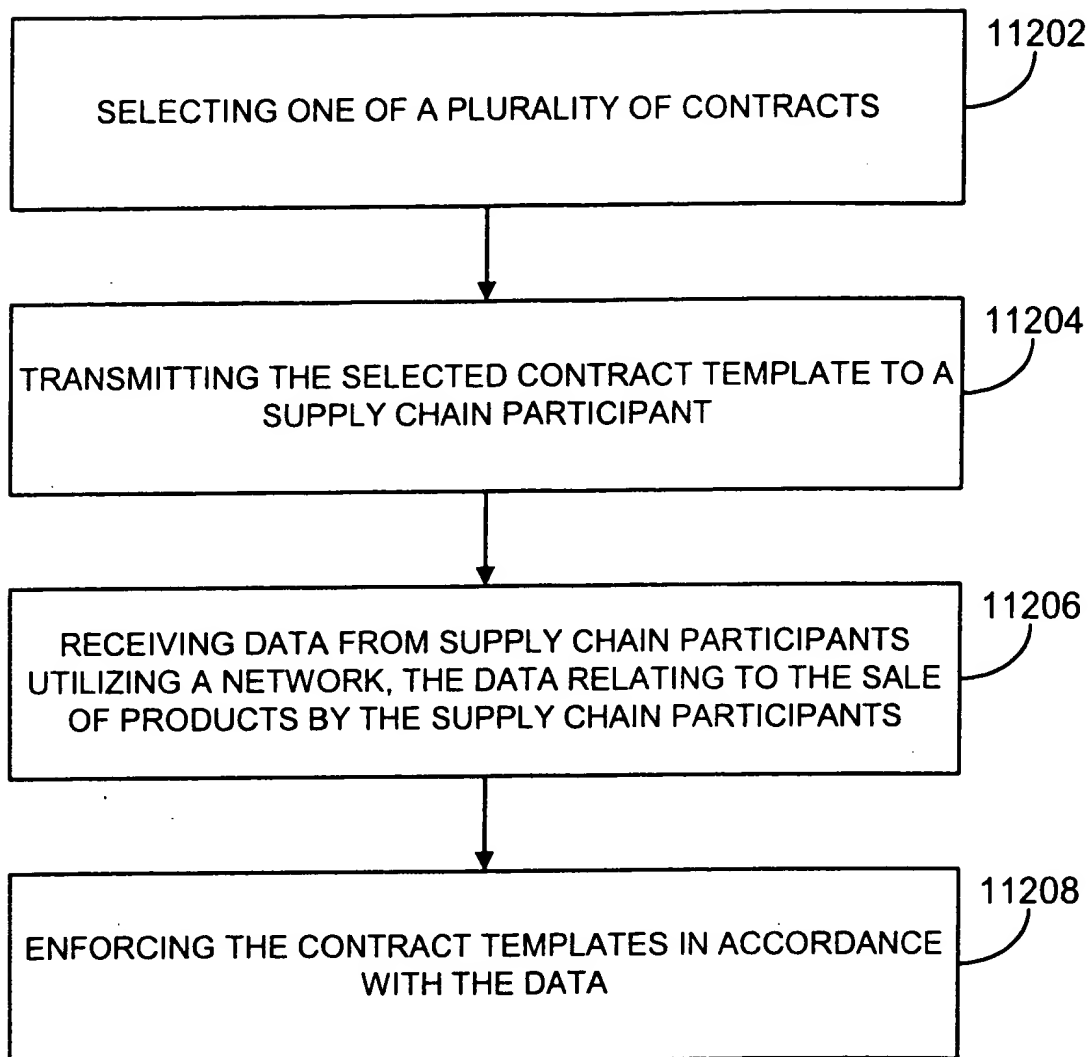 11202
SELECTING ONE OF A PLURALITY OF CONTRACTS
11204
TRANSMITTING THE SELECTED CONTRACT TEMPLATE TO A
SUPPLY CHAIN PARTICIPANT
11206
RECEIVING DATA FROM SUPPLY CHAIN PARTICIPANTS
UTILIZING A NETWORK, THE DATA RELATING TO THE SALE
OF PRODUCTS BY THE SUPPLY CHAIN PARTICIPANTS
11208
ENFORCING THE CONTRACT TEMPLATES IN ACCORDANCE
WITH THE DATA